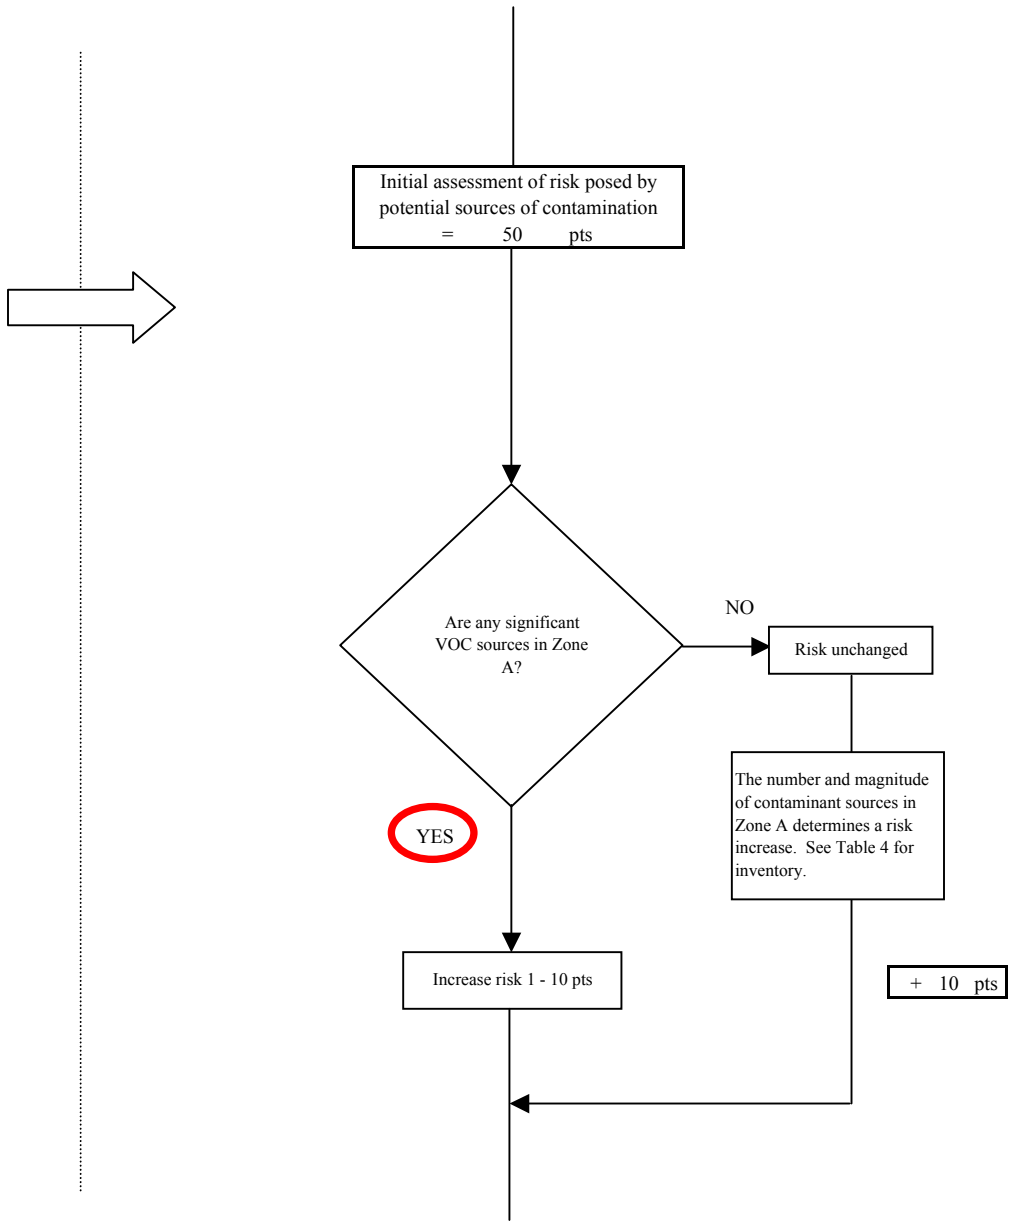 Initial assessment of risk posed by
potential sources of contamination
= 50 pts
Are any significant
VOC sources in Zone
A?
NO
Risk unchanged
The number and magnitude
of contaminant sources in
Zone A determines a risk
increase. See Table 4 for
inventory.
YES
Increase risk 1 - 10 pts
+ 10 pts